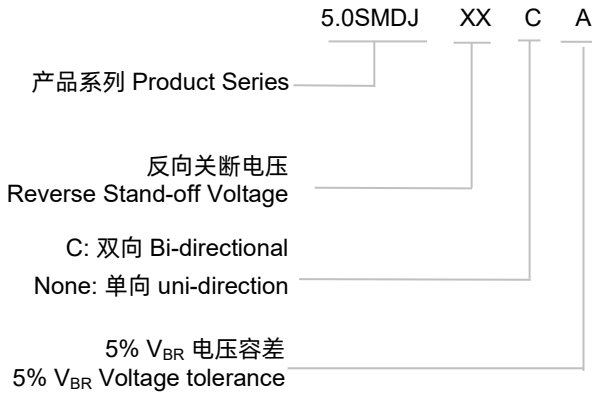 5.0SMDJ XX C A
产品系列 Product Series
反向关断电压
Reverse Stand-off Voltage
C: 双向 Bi-directional
None: 单向 uni-direction
5% VBR 电压容差
5% VBR Voltage tolerance